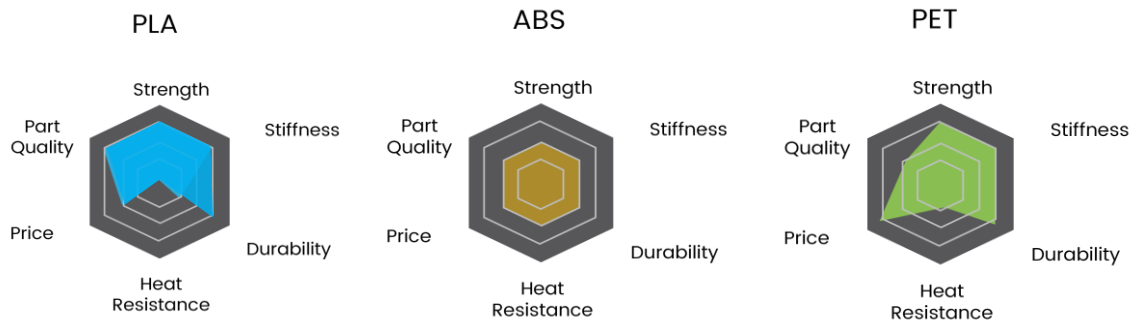 PLA
Strength
Part
Quality
Stiffness
Price
Durability
Heat
Resistance
ABS
Strength
Part
Quality
Stiffness
Price
Durability
Heat
Resistance
PET
Strength
Part
Quality
Stiffness
Price
Durability
Heat
Resistance